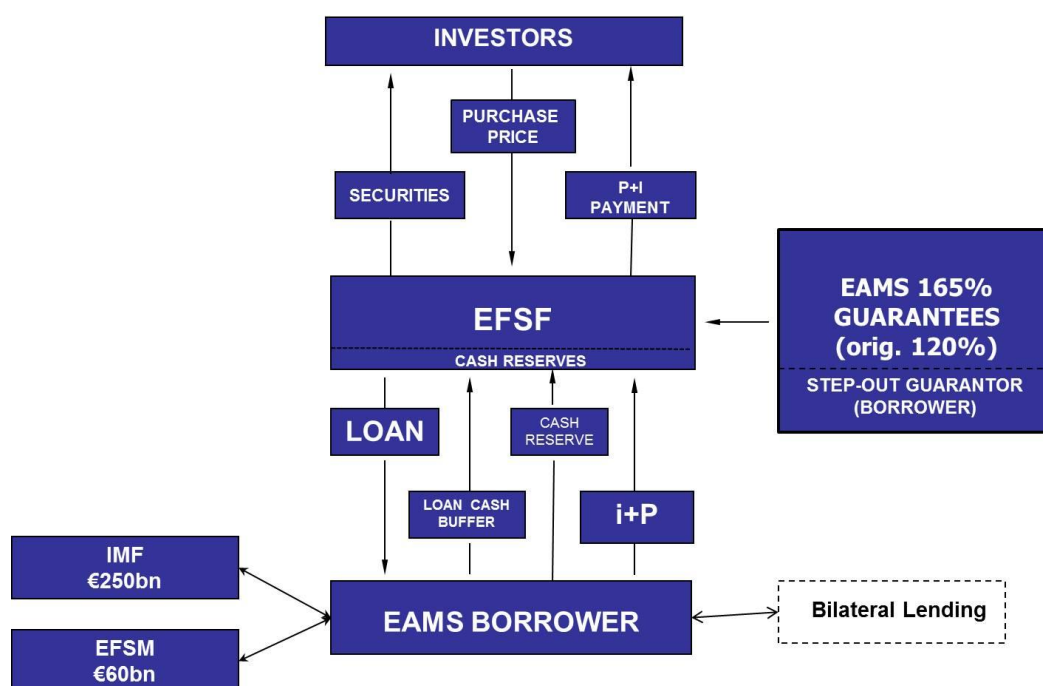 INVESTORS
PURCHASE
PRICE
SECURITIES
P+I
PAYMENT
EFSF
CASH RESERVES
EAMS 165%
GUARANTEES
(orig. 120%)
STEP-OUT GUARANTOR
(BORROWER)
LOAN
CASH
RESERVE
LOAN CASH
BUFFER
i+P
IMF
€250bn
EFSM
€60bn
EAMS BORROWER
Bilateral Lending